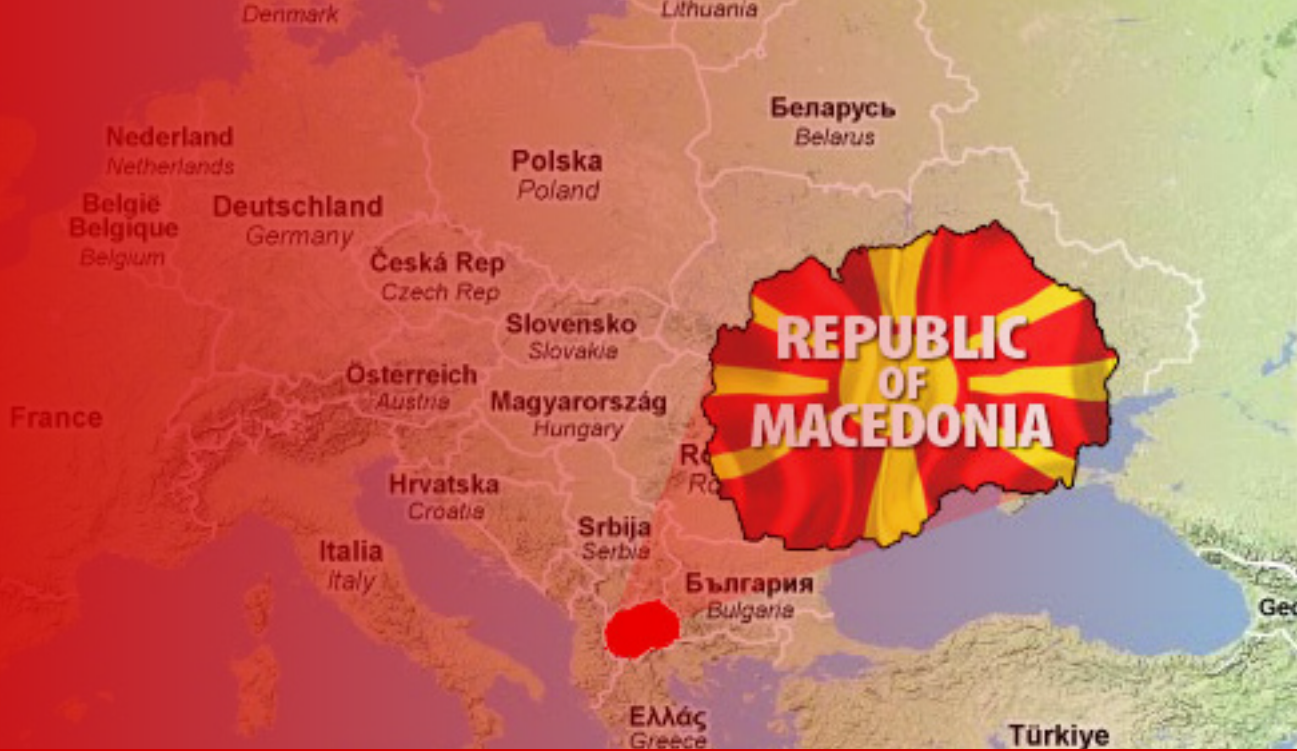 Denmark
Lithuania
Беларусь
Belarus
Nederland
Netherlands
Polska
Poland
België
Belgique
Belgium
Deutschland
Germany
Česká Rep
Czech Rep
Slovensko
Slovakia
REPUBLIC
OF
MACEDONIA
Österreich
Austria
Magyarország
Hungary
France
Hrvatska
Croatia
Srbija
Serbia
Italia
Italy
България
Bulgaria
Ελλάς
Greece
Türkiye